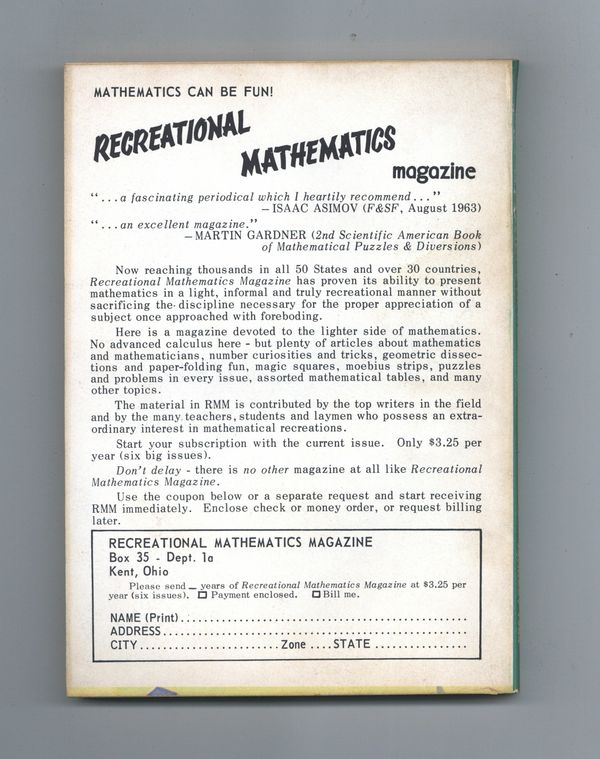 MATHEMATICS CAN BE FUN!
RECREATIONAL
MATHEMATICS
magazine
"...a fascinating periodical which I heartily recommend..."
– ISAAC ASIMOV (F&SF, August 1963)
"...an excellent magazine."
– MARTIN GARDNER (2nd Scientific American Book
of Mathematical Puzzles & Diversions)
Now reaching thousands in all 50 States and over 30 countries,
Recreational Mathematics Magazine has proven its ability to present
mathematics in a light, informal and truly recreational manner without
sacrificing the discipline necessary for the proper appreciation of a
subject once approached with foreboding.
Here is a magazine devoted to the lighter side of mathematics.
No advanced calculus here - but plenty of articles about mathematics
and mathematicians, number curiosities and tricks, geometric dissec-
tions and paper-folding fun, magic squares, moebius strips, puzzles
and problems in every issue, assorted mathematical tables, and many
other topics.
The material in RMM is contributed by the top writers in the field
and by the many teachers, students and laymen who possess an extra-
ordinary interest in mathematical recreations.
Start your subscription with the current issue. Only $3.25 per
year (six big issues).
Don't delay - there is no other magazine at all like Recreational
Mathematics Magazine.
Use the coupon below or a separate request and start receiving
RMM immediately. Enclose check or money order, or request billing
later.
RECREATIONAL MATHEMATICS MAGAZINE
Box 35 - Dept. 1a
Kent, Ohio
Please send _ years of Recreational Mathematics Magazine at $3.25 per
year (six issues). ☐ Payment enclosed. ☐ Bill me.
NAME (Print)..................................................
ADDRESS.....................................................
CITY........................Zone ....STATE ................